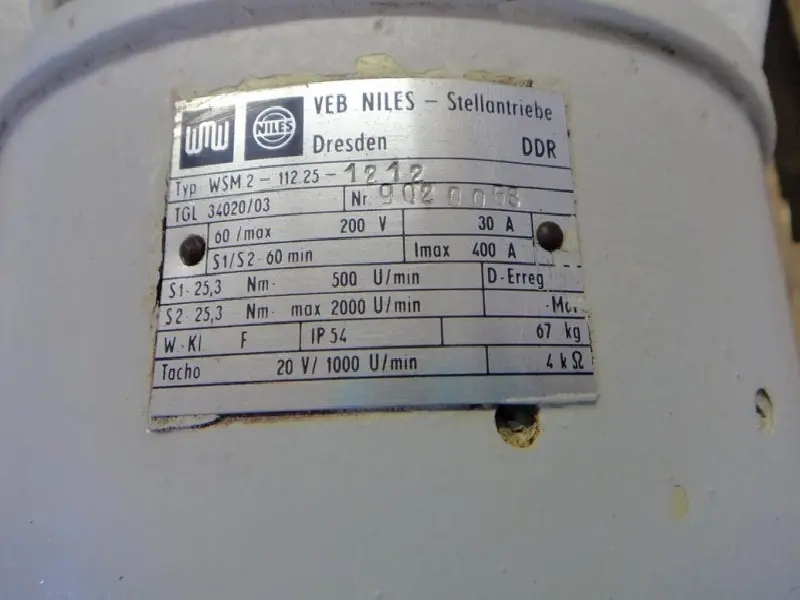 WMW NILES VEB NILES – Stellantriebe
Dresden DDR
Typ WSM 2 – 112.25 – 1212
TGL 34020/03 Nr.
60 /max 200 V 30 A
S1/S2 · 60 min Imax 400 A
S1 · 25,3 Nm · 500 U/min D-Erreg
S2 · 25,3 Nm · max 2000 U/min
W · Kl F IP 54 67 kg
Tacho 20 V/ 1000 U/min 4 kΩ